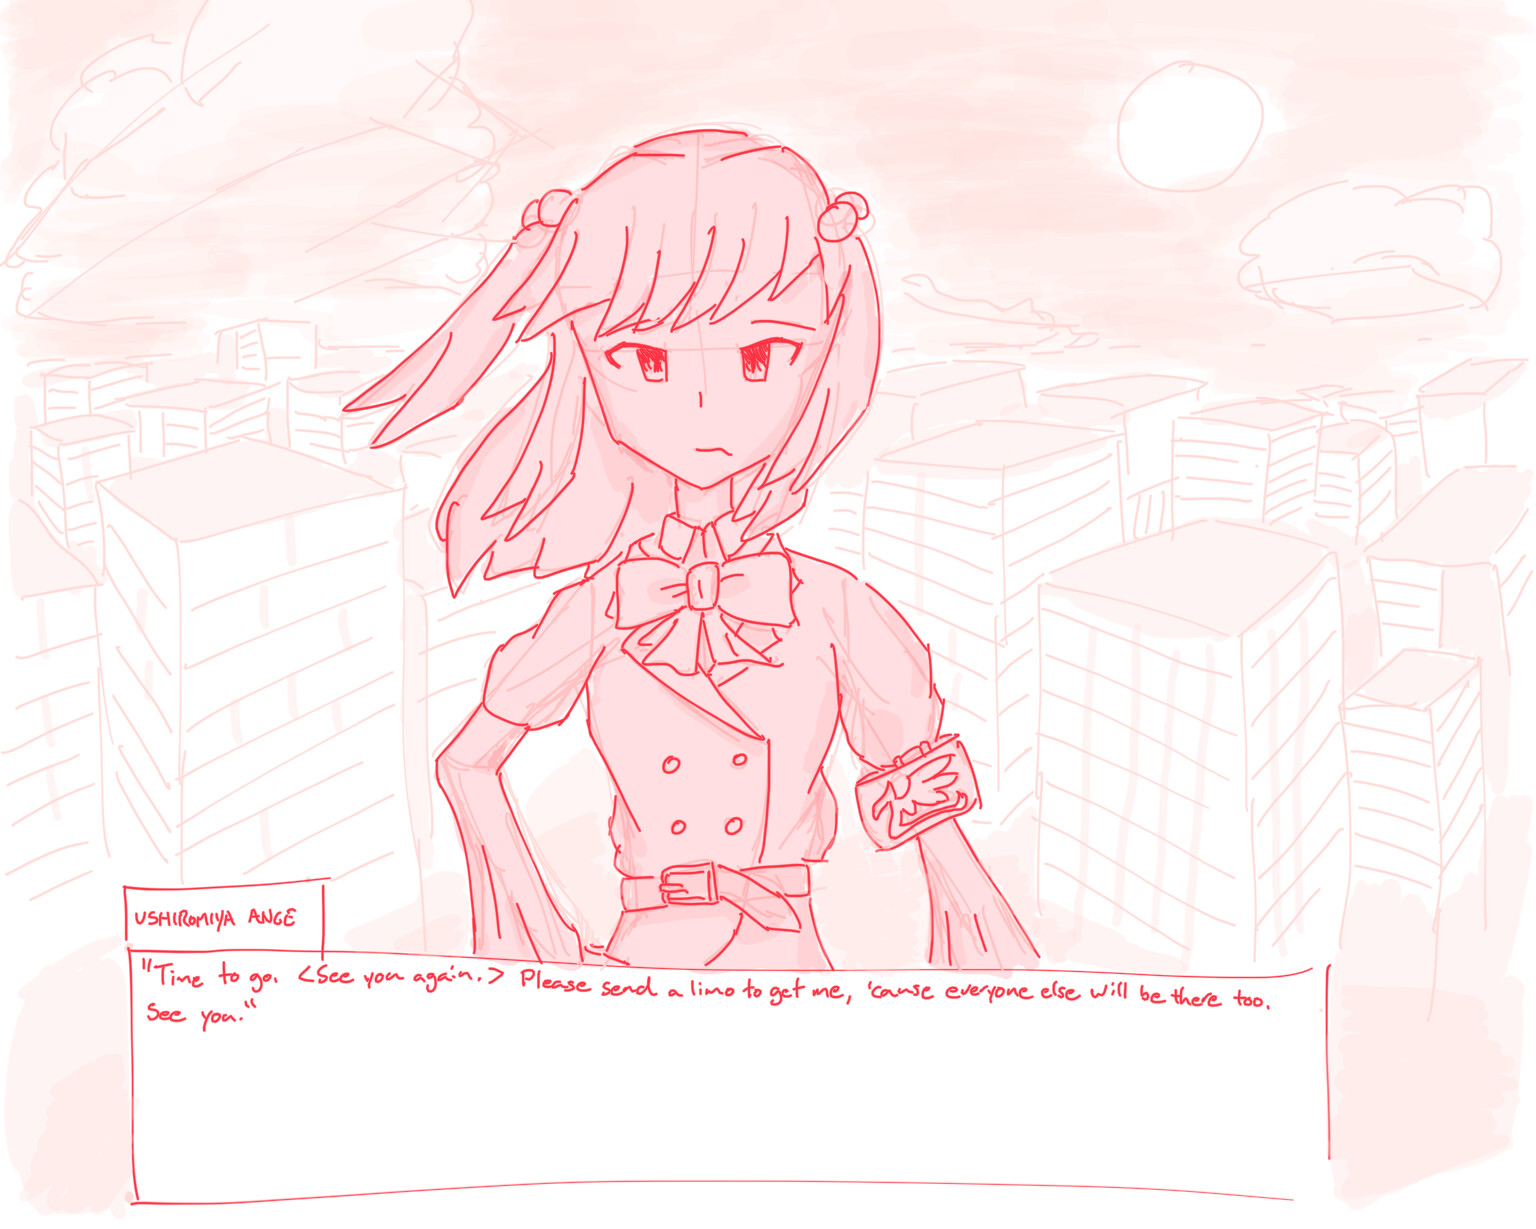 USHIROMIYA ANGE
"Time to go. <See you again.> Please send a limo to get me, 'cause everyone else will be there too.
See you."